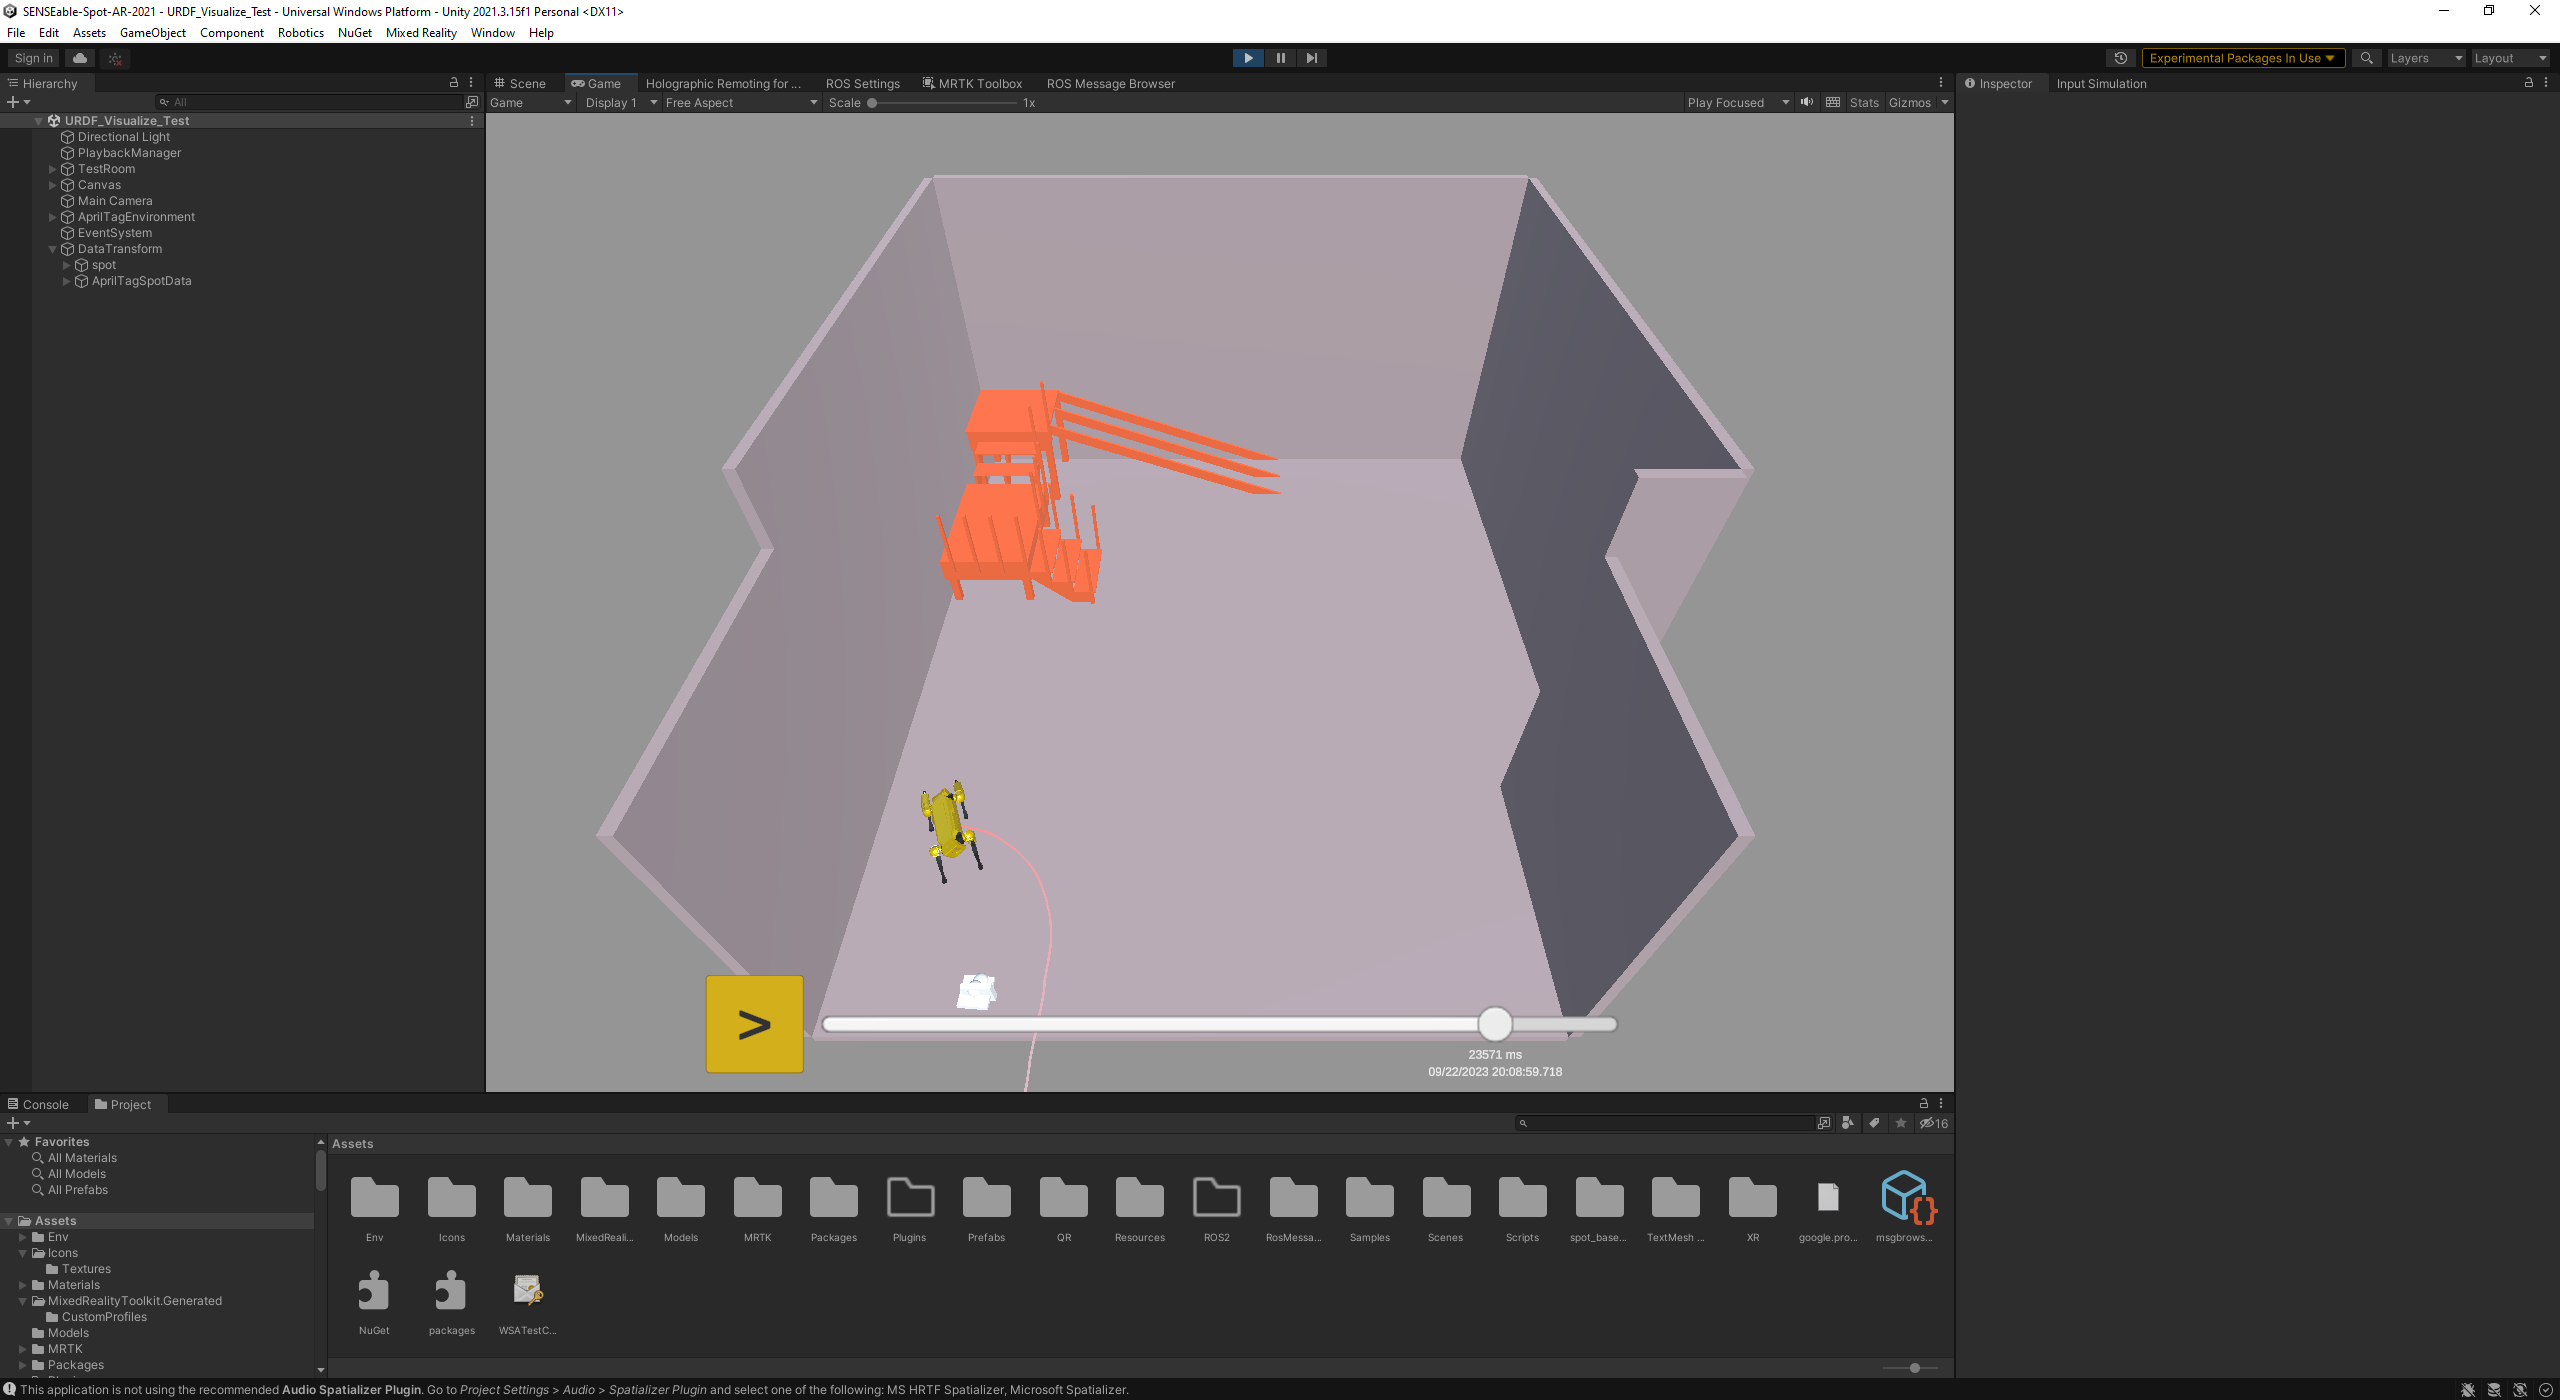 SENSEable-Spot-AR-2021 - URDF_Visualize_Test - Universal Windows Platform - Unity 2021.3.15f1 Personal <DX11>
File Edit Assets GameObject Component Robotics NuGet Mixed Reality Window Help
Sign in
Experimental Packages In Use
Layers
Layout
Hierarchy
All
URDF_Visualize_Test
Directional Light
PlaybackManager
TestRoom
Canvas
Main Camera
AprilTagEnvironment
EventSystem
DataTransform
spot
AprilTagSpotData
Scene Game Holographic Remoting for ... ROS Settings MRTK Toolbox ROS Message Browser
Game Display 1 Free Aspect Scale 1x Play Focused Stats Gizmos
>
23571 ms
09/22/2023 20:08:59.718
Inspector Input Simulation
Console Project
16
Favorites
All Materials
All Models
All Prefabs
Assets
Env
Icons
Textures
Materials
MixedRealityToolkit.Generated
CustomProfiles
Models
MRTK
Packages
Assets
Env Icons Materials MixedReali... Models MRTK Packages Plugins Prefabs QR Resources ROS2 RosMessa... Samples Scenes Scripts spot_base... TextMesh ... XR google.pro... msgbrows...
NuGet packages WSATestC...
This application is not using the recommended Audio Spatializer Plugin. Go to Project Settings > Audio > Spatializer Plugin and select one of the following: MS HRTF Spatializer, Microsoft Spatializer.